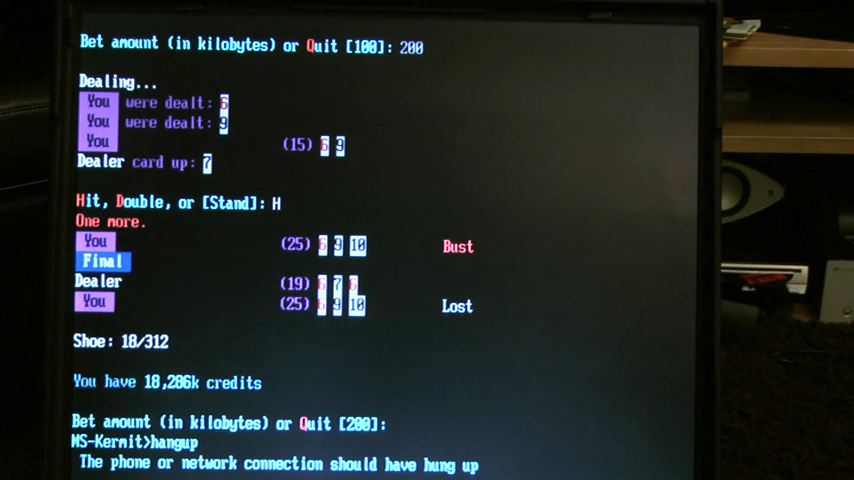 Bet amount (in kilobytes) or Quit [100]: 200
Dealing...
You were dealt: 6
You were dealt: 9
You (15) 6 9
Dealer card up: 7
Hit, Double, or [Stand]: H
One more.
You (25) 6 9 10 Bust
Final
Dealer (19) 6 7 6
You (25) 6 9 10 Lost
Shoe: 18/312
You have 18,286k credits
Bet amount (in kilobytes) or Quit [200]:
MS-Kermit>hangup
The phone or network connection should have hung up